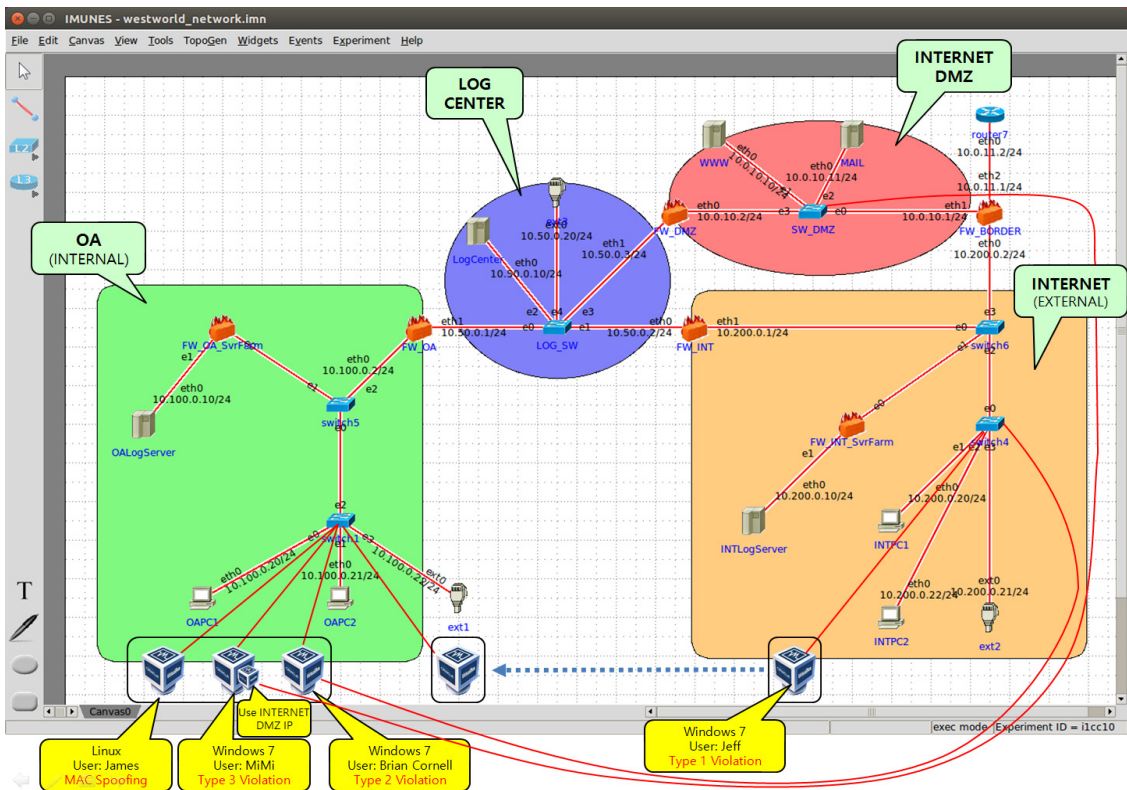 IMUNES - westworld_network.imn
File Edit Canvas View Tools TopoGen Widgets Events Experiment Help
INTERNET
DMZ
LOG
CENTER
router7
eth0
10.0.11.2/24
WWW
eth0
10.0.10.10/24
e1
MAIL
eth0
10.0.10.11/24
e2
eth2
10.0.11.1/24
eth0
10.0.10.2/24
e3
e0
eth1
10.0.10.1/24
FW_DMZ
SW_DMZ
FW_BORDER
eth0
10.200.0.2/24
OA
(INTERNAL)
ext0
10.50.0.20/24
LogCenter
eth0
10.50.0.10/24
eth1
10.50.0.3/24
INTERNET
(EXTERNAL)
FW_OA_SvrFarm
e1
eth0
10.100.0.10/24
OALogServer
FW_OA
eth1
10.50.0.1/24
e2
e4
e3
e0
e1
LOG_SW
eth0
10.50.0.2/24
FW_INT
eth1
10.200.0.1/24
e3
e0
switch6
e1
e2
eth0
10.100.0.2/24
e1
e2
switch5
e0
e0
FW_INT_SvrFarm
e1
eth0
10.200.0.10/24
INTLogServer
e0
switch4
e1
e2
e3
eth0
10.200.0.20/24
INTPC1
e2
switch1
e0
e1
e3
eth0
10.100.0.20/24
eth0
10.100.0.21/24
ext0
10.100.0.22/24
OAPC1
OAPC2
ext1
eth0
10.200.0.22/24
ext0
10.200.0.21/24
INTPC2
ext2
T
Canvas0
Use INTERNET
DMZ IP
exec mode
Experiment ID = i1cc10
Linux
User: James
MAC Spoofing
Windows 7
User: MiMi
Type 3 Violation
Windows 7
User: Brian Cornell
Type 2 Violation
Windows 7
User: Jeff
Type 1 Violation